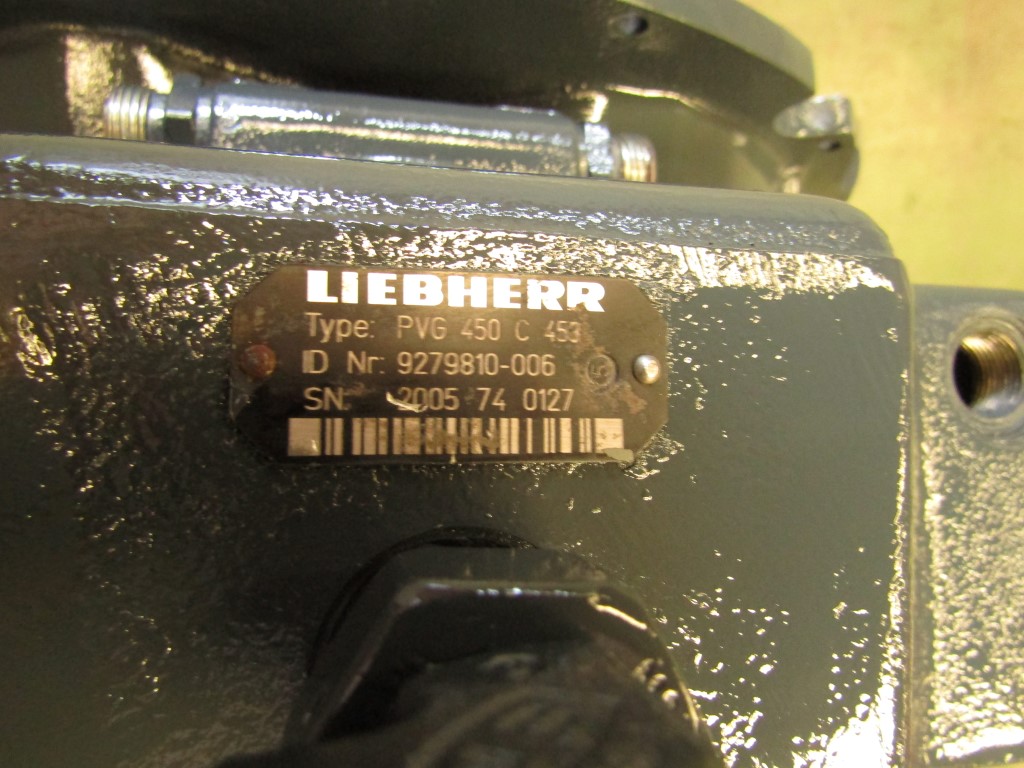 LIEBHERR
Type: PVG 450 C 453
ID Nr: 9279810-006
SN: 2005 74 0127